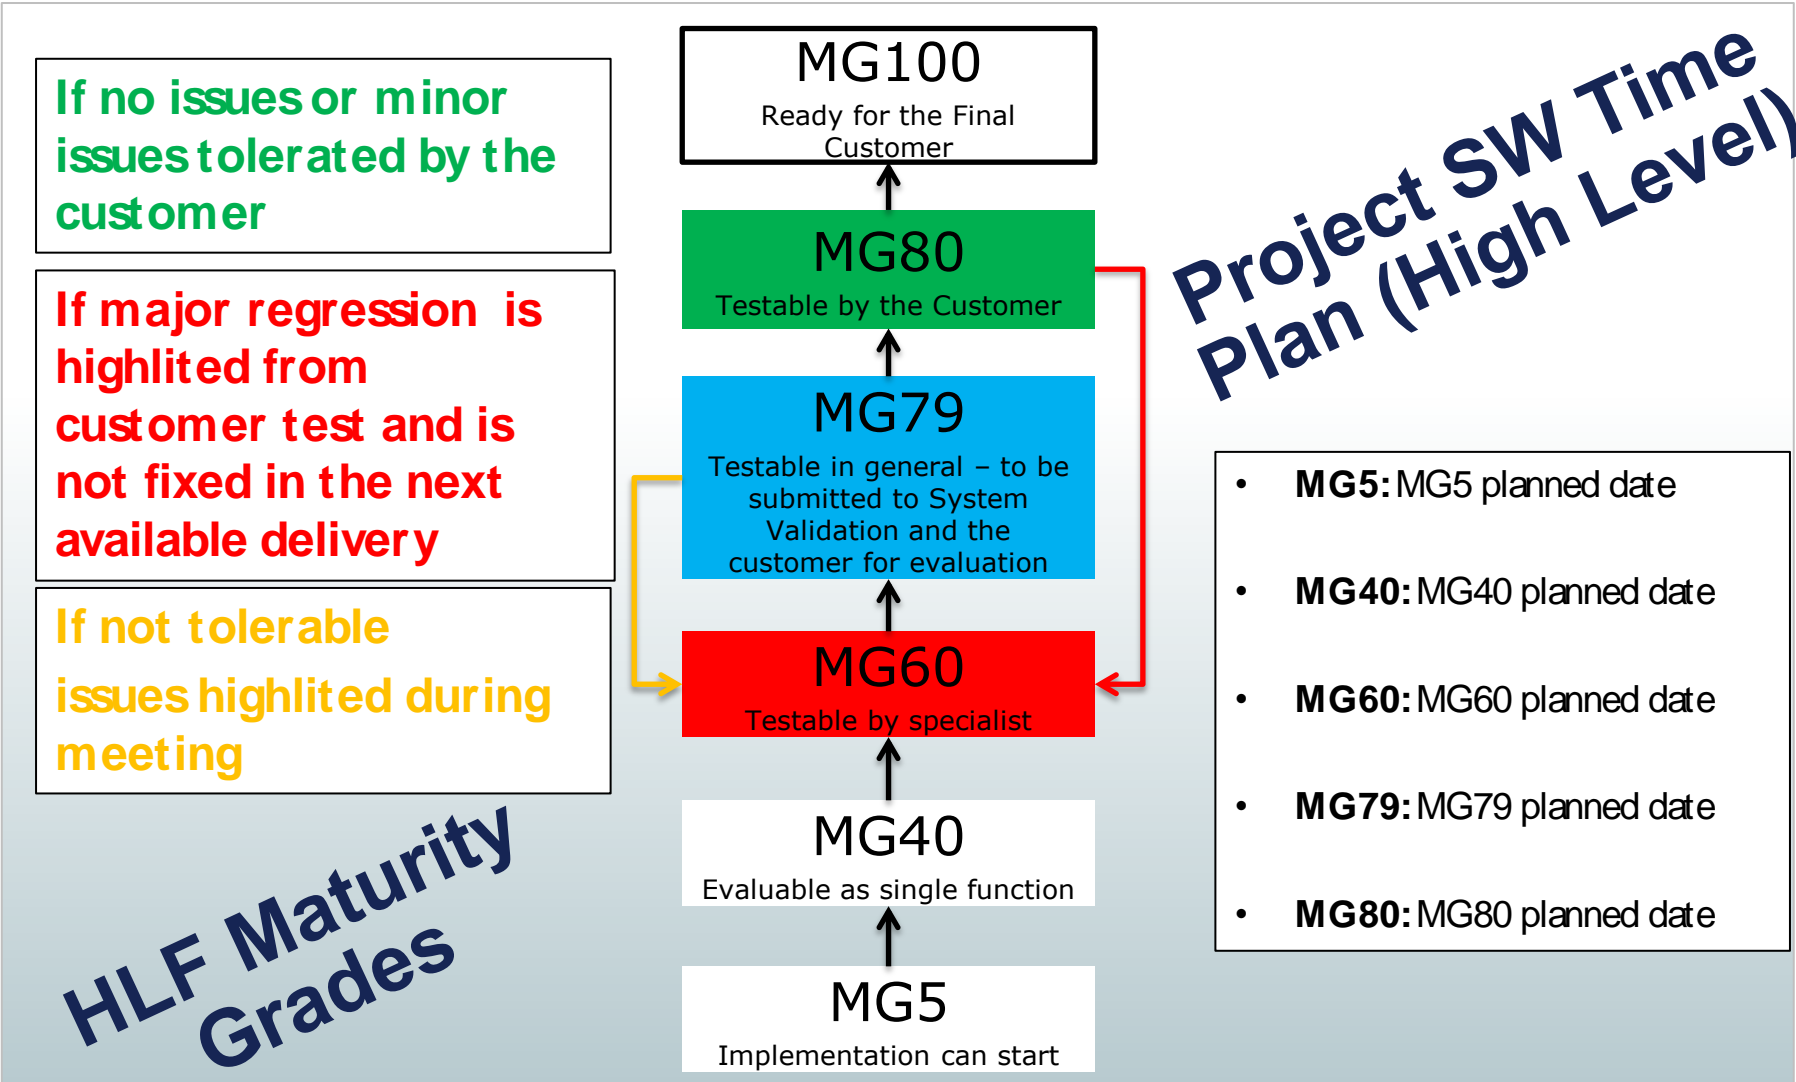 If no issues or minor
issues tolerated by the
customer
If major regression is
highlited from
customer test and is
not fixed in the next
available delivery
If not tolerable
issues highlited during
meeting
HLF Maturity
Grades
MG100
Ready for the Final
Customer
MG80
Testable by the Customer
MG79
Testable in general – to be
submitted to System
Validation and the
customer for evaluation
MG60
Testable by specialist
MG40
Evaluable as single function
MG5
Implementation can start
Project SW Time
Plan (High Level)
• MG5: MG5 planned date
• MG40: MG40 planned date
• MG60: MG60 planned date
• MG79: MG79 planned date
• MG80: MG80 planned date